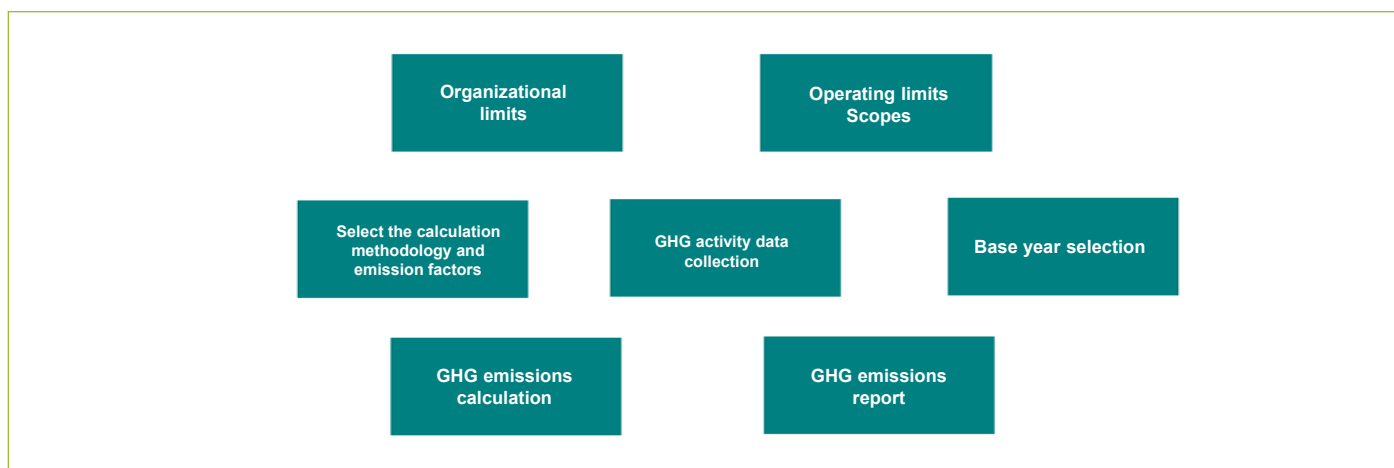 Organizational
limits
Operating limits
Scopes
Select the calculation
methodology and
emission factors
GHG activity data
collection
Base year selection
GHG emissions
calculation
GHG emissions
report